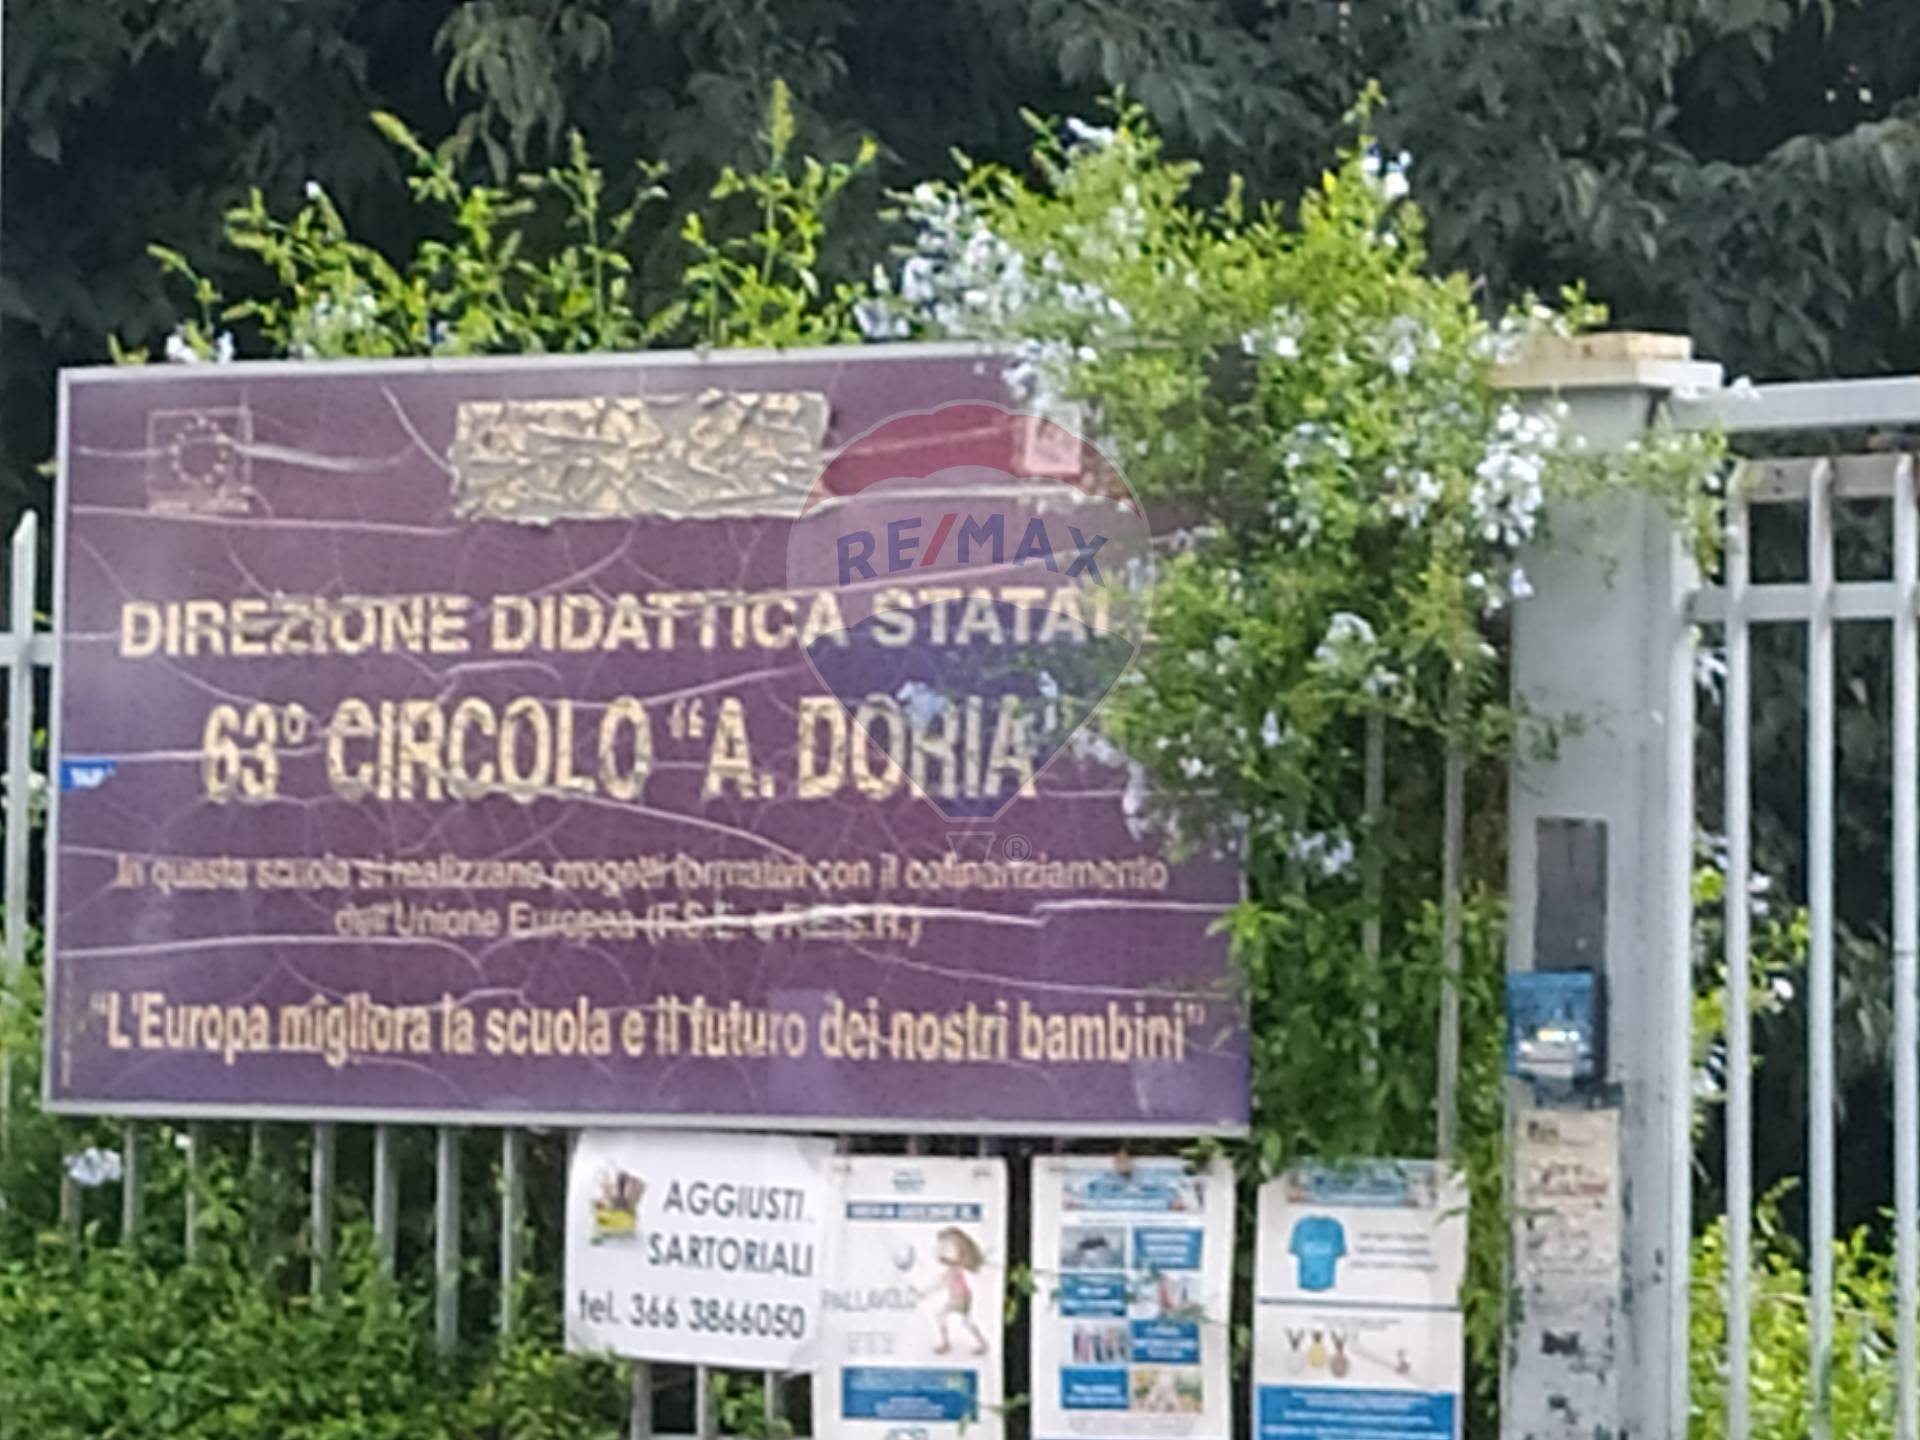 RE/MAX
DIREZIONE DIDATTICA STATAL
63° CIRCOLO "A. DORIA"
In questa scuola si realizzano progetti formativi con il cofinanziamento
dell'Unione Europea (F.S.E. e F.E.S.R.)
"L'Europa migliora la scuola e il futuro dei nostri bambini"
AGGIUSTI
SARTORIALI
tel. 366 3866050
PALLAVOLO